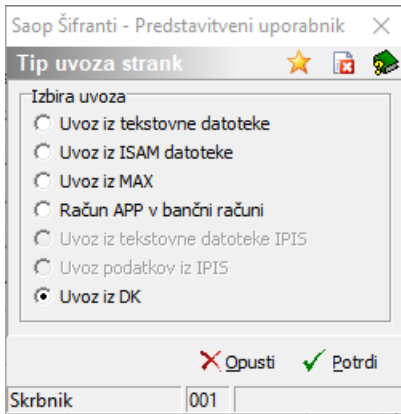 Saop Šifranti - Predstavitveni uporabnik
Tip uvoza strank
Izbira uvoza
Uvoz iz tekstovne datoteke
Uvoz iz ISAM datoteke
Uvoz iz MAX
Račun APP v bančni računi
Uvoz iz tekstovne datoteke IPIS
Uvoz podatkov iz IPIS
Uvoz iz DK
Opusti Potrdi
Skrbnik 001